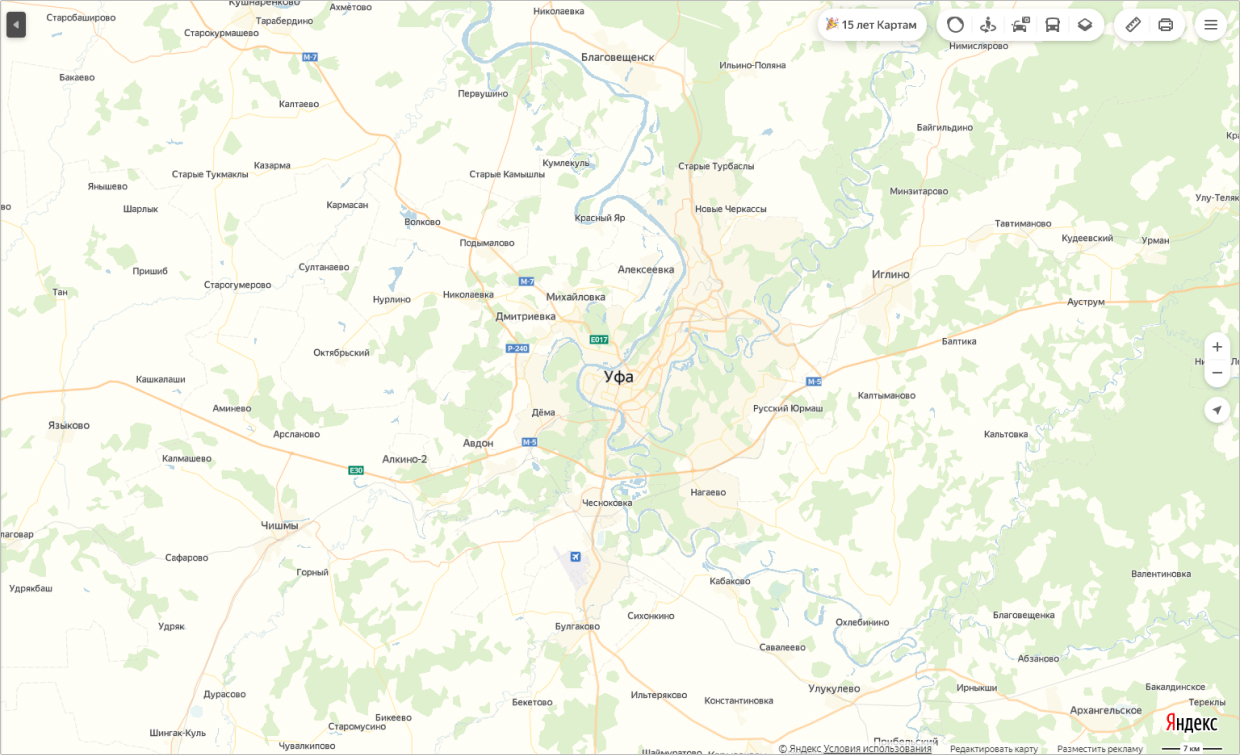 Кушнаренково
Ахметово
Николаевка
Старобаширово
Тарабердино
15 лет Картам
Старокурмашево
Нимислярово
М-7
Благовещенск
Ильино-Поляна
Бакаево
Первушино
Калтаево
Байгильдино
Казарма
Кумлекуль
Старые Турбаслы
Старые Тукмаклы
Старые Камышлы
Янышево
Минзитарово
Улу-Теляк
во
Шарлык
Кармасан
Новые Черкассы
Волково
Красный Яр
Тавтиманово
Подымалово
Кудеевский
Урман
Султанаево
Алексеевка
Пришиб
Иглино
Старогумерово
М-7
Тан
Нурлино
Николаевка
Михайловка
Ауструм
Дмитриевка
Е017
Балтика
Октябрьский
Р-240
Уфа
Кашкалаши
М-5
Калтыманово
Аминево
Дёма
Русский Юрмаш
Языково
Арсланово
Кальтовка
Авдон
М-5
Калмашево
Алкино-2
Е30
Нагаево
Чесноковка
Чишмы
лаговар
Сафарово
Горный
Валентиновка
Кабаково
Удрякбаш
Сихонкино
Благовещенка
Удряк
Булгаково
Охлебинино
Савалеево
Абзаново
Дурасово
Улукулево
Ирныкши
Бакалдинское
Ильтеряково
Константиновка
Бекетово
Тереклы
Бикеево
Архангельское
Старомусино
Шингак-Куль
Яндекс
Прибельский
Чувалкипово
Шаймуратово
© Яндекс Условия использования
Редактировать карту
Разместить рекламу
7 км